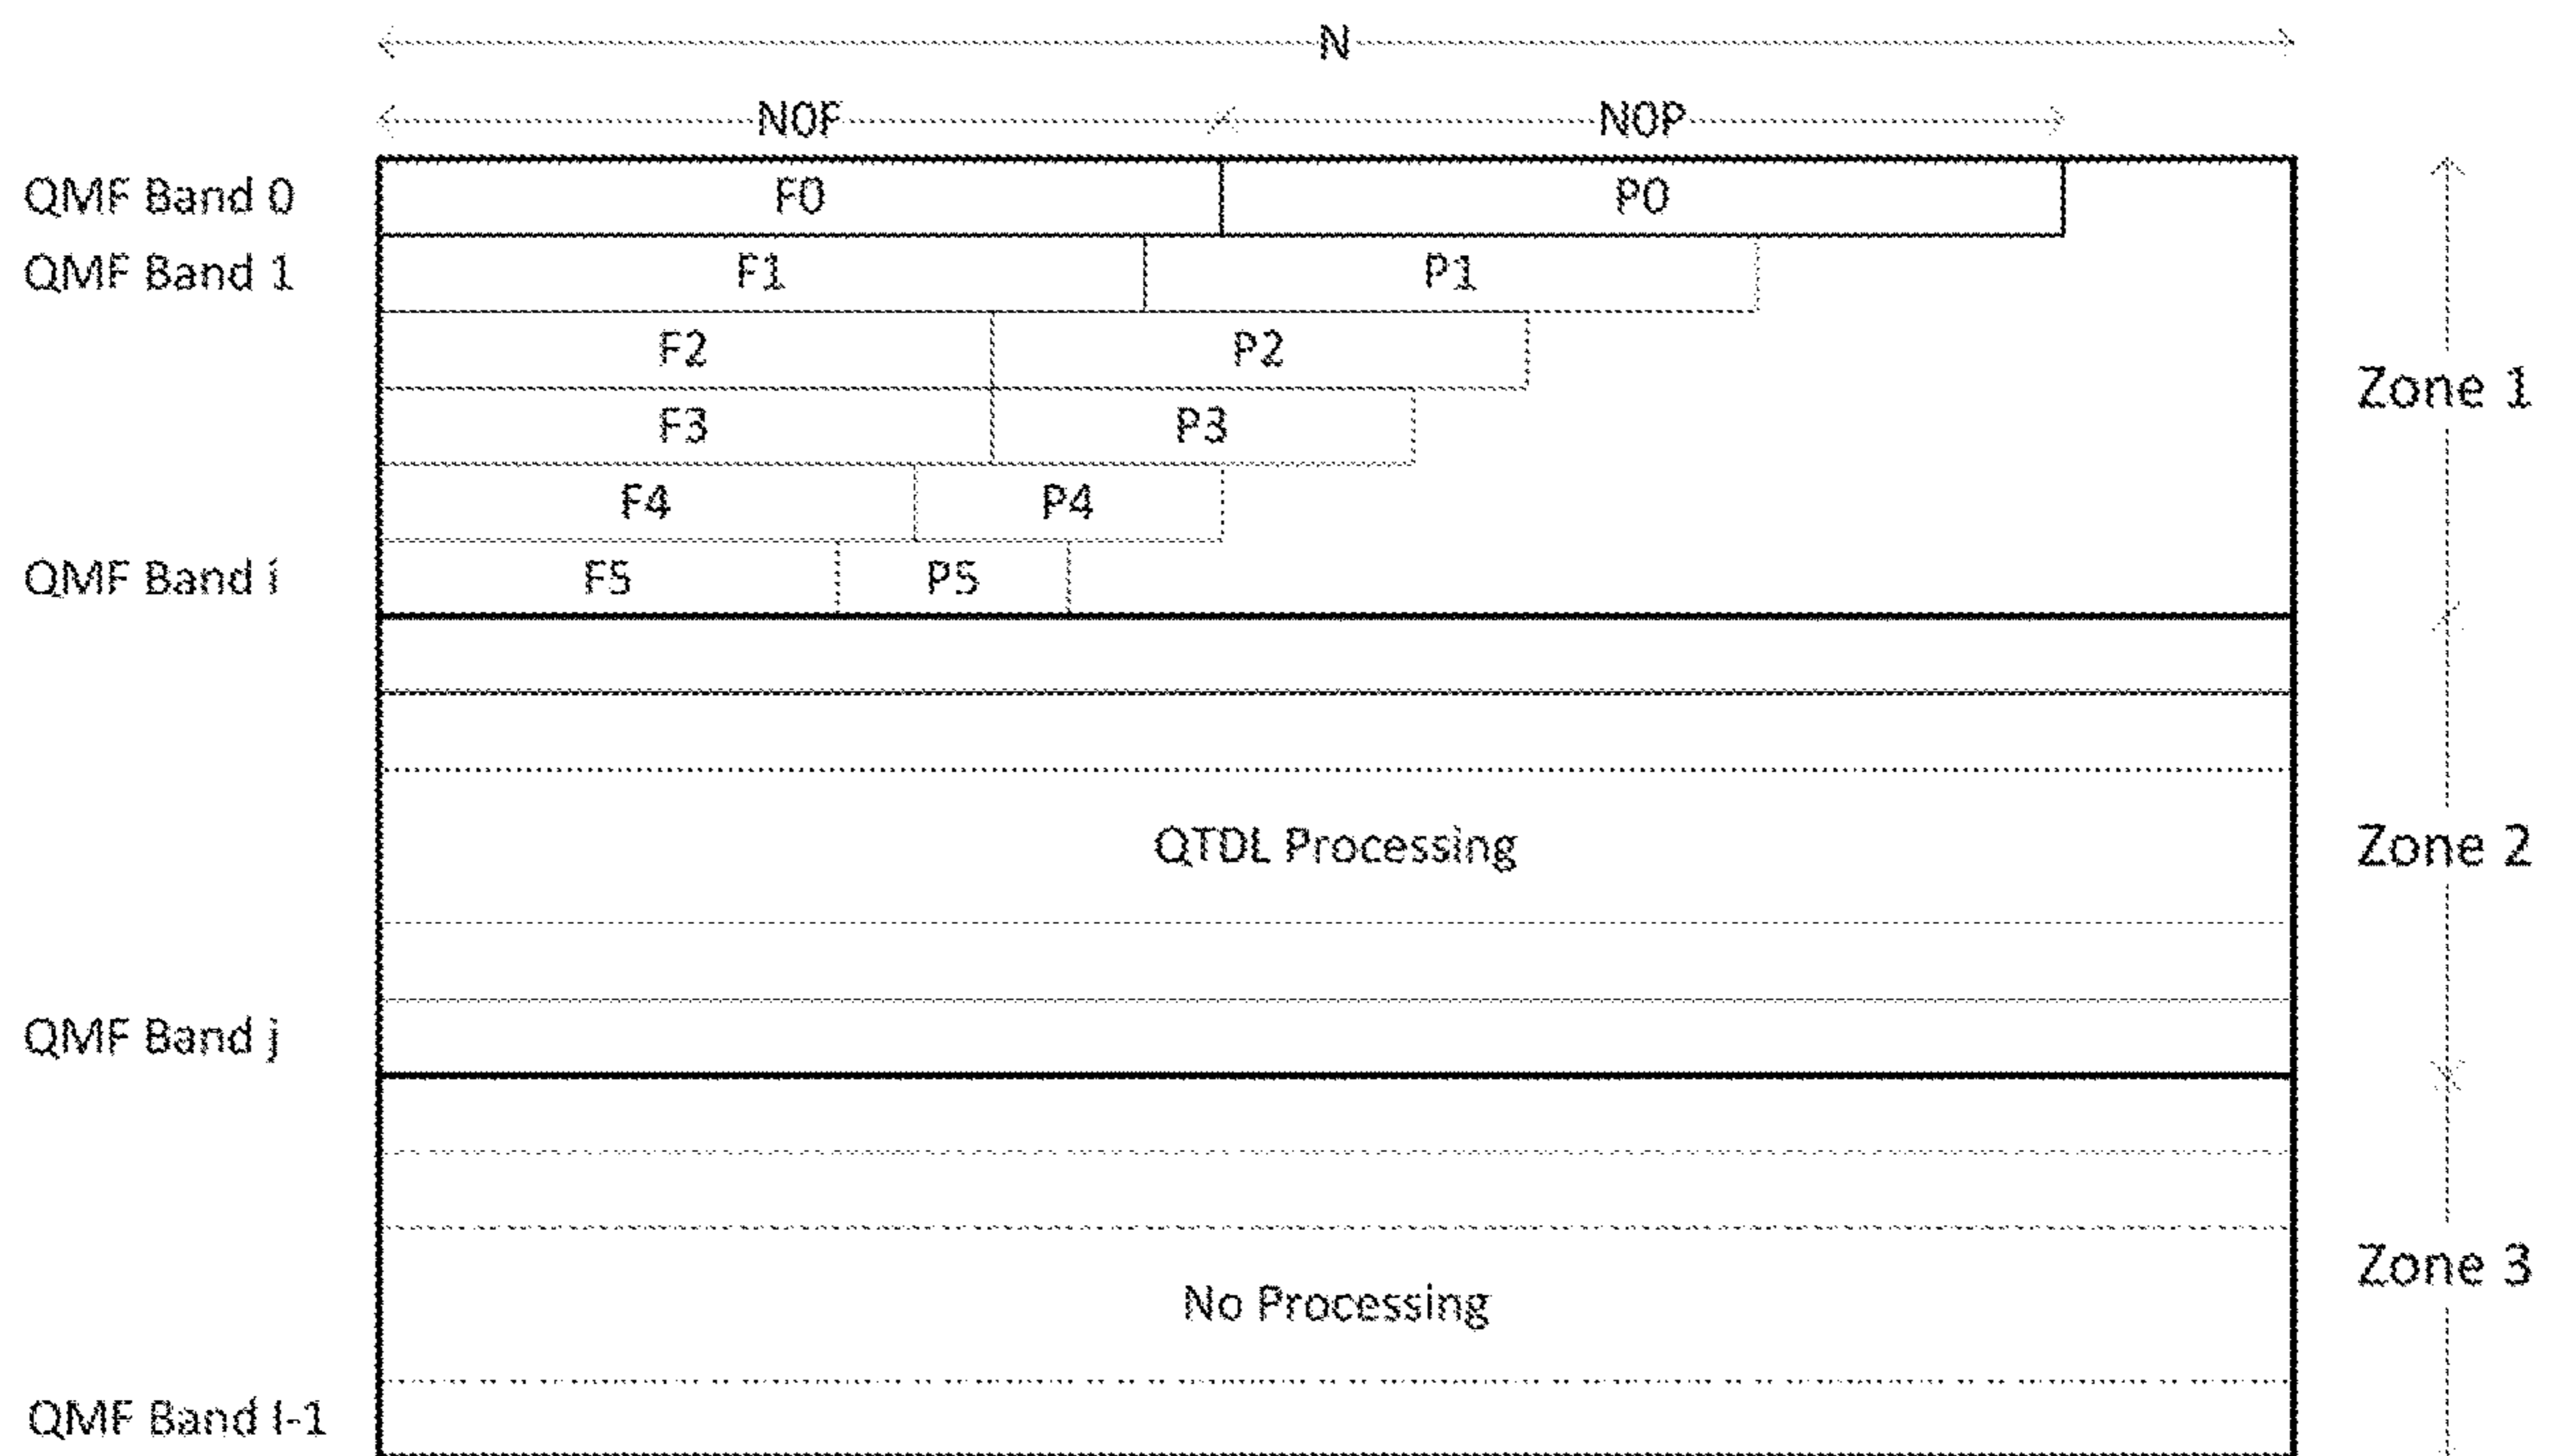 N
N0F N0P
QMF Band 0 F0 P0
QMF Band 1 F1 P1
F2 P2
F3 P3 Zone 1
F4 P4
QMF Band i F5 P5
QTDL Processing Zone 2
QMF Band j
Zone 3
No Processing
QMF Band I-1